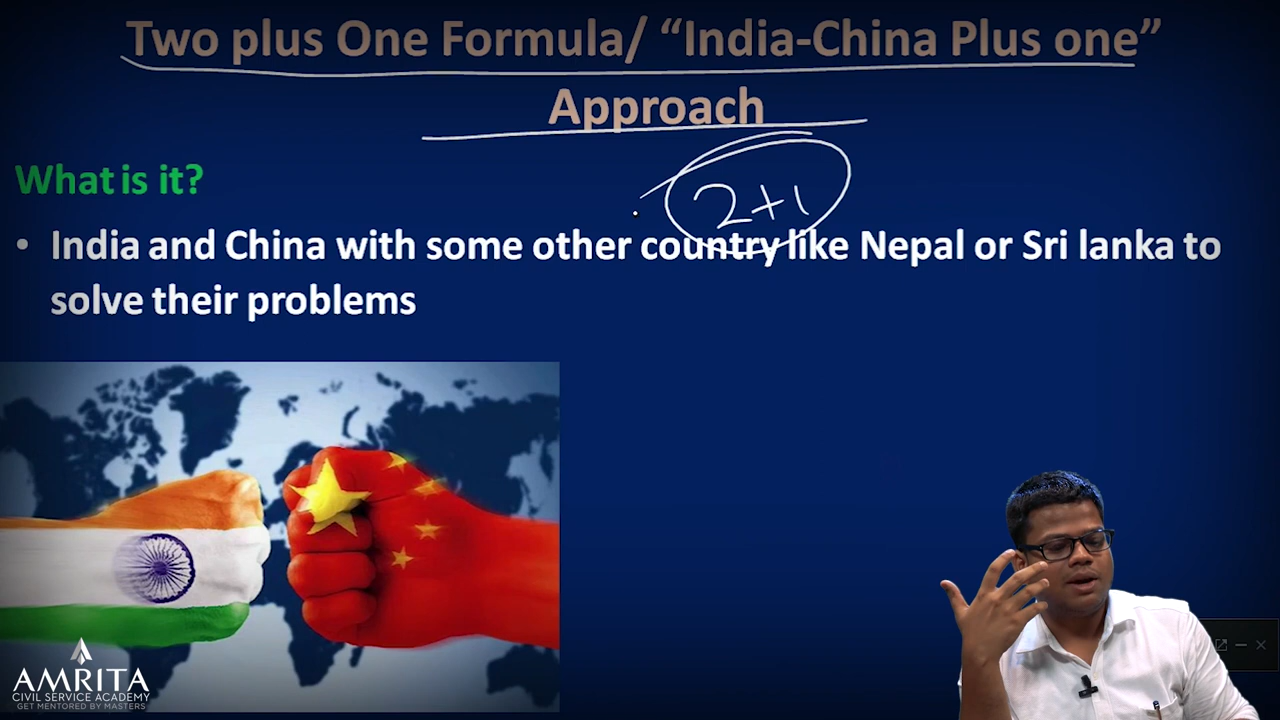 Two plus One Formula/ “India-China Plus one”
Approach
What is it?
2+1
• India and China with some other country like Nepal or Sri lanka to
solve their problems
AMRITA
CIVIL SERVICE ACADEMY
GET MENTORED BY MASTERS